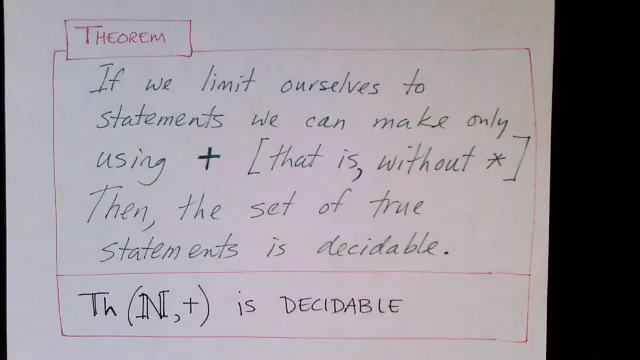 THEOREM
If we limit ourselves to
statements we can make only
using + [that is, without *]
Then, the set of true
statements is decidable.
Th (ℕ, +) is DECIDABLE